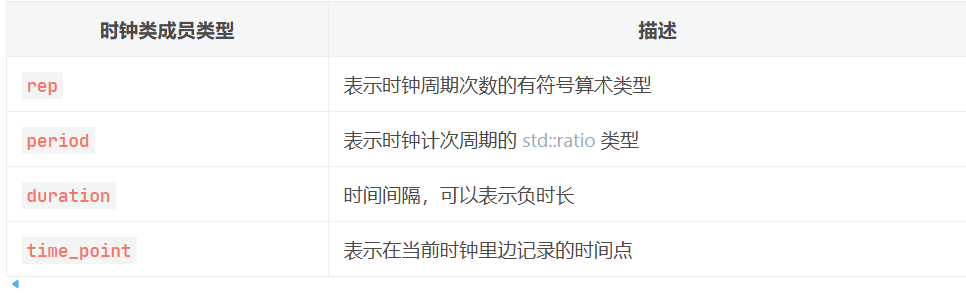 时钟类成员类型 描述
rep 表示时钟周期次数的有符号算术类型
period 表示时钟计次周期的 std::ratio 类型
duration 时间间隔，可以表示负时长
time_point 表示在当前时钟里边记录的时间点